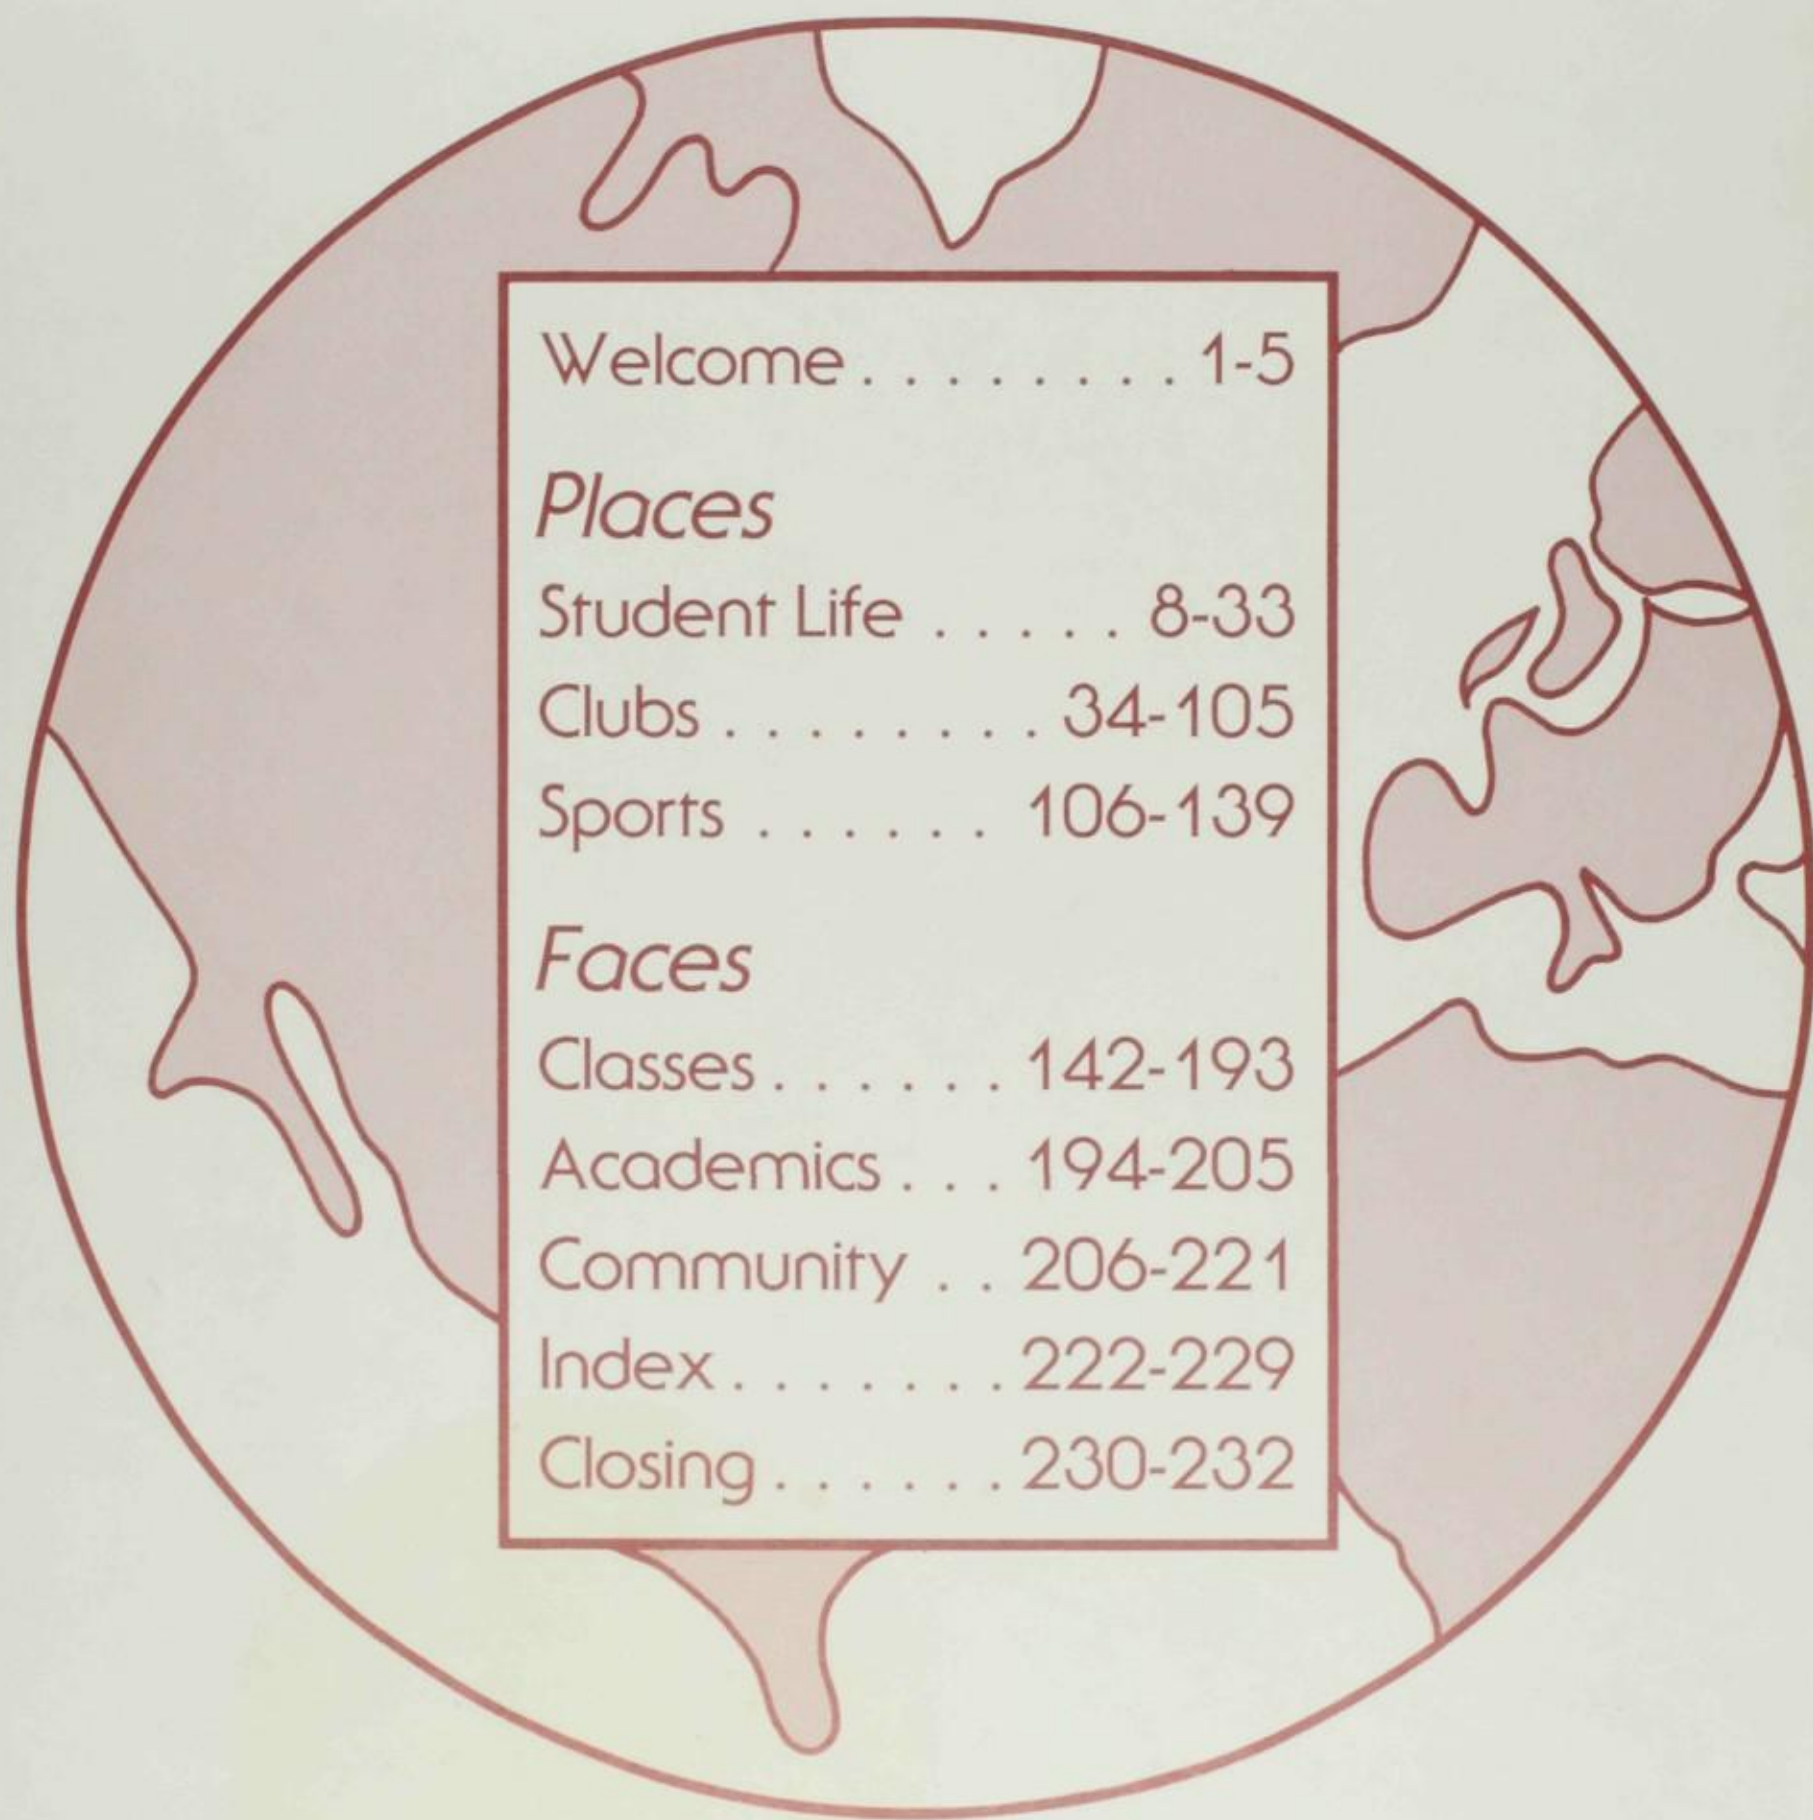 Welcome . . . . . . . . 1-5
Places
Student Life . . . . . 8-33
Clubs . . . . . . . . 34-105
Sports . . . . . . 106-139
Faces
Classes . . . . . . 142-193
Academics . . . 194-205
Community . . 206-221
Index . . . . . . . 222-229
Closing . . . . . . 230-232